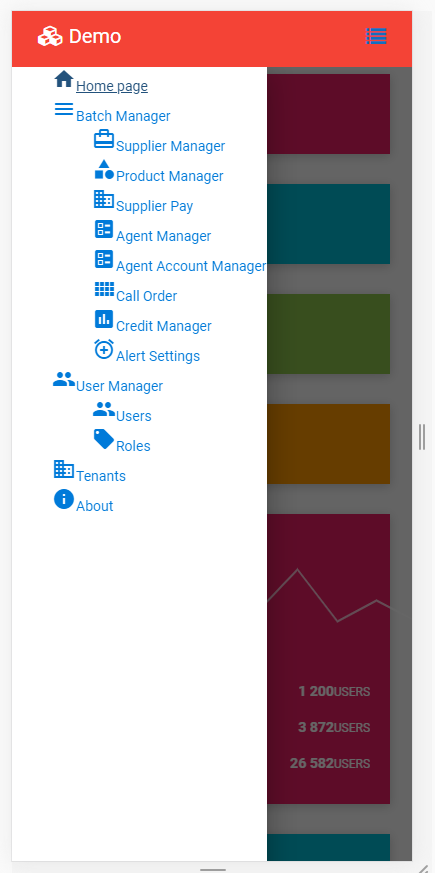 Demo
Home page
Batch Manager
Supplier Manager
Product Manager
Supplier Pay
Agent Manager
Agent Account Manager
Call Order
Credit Manager
Alert Settings
User Manager
Users
Roles
Tenants
About
1 200USERS
3 872USERS
26 582USERS